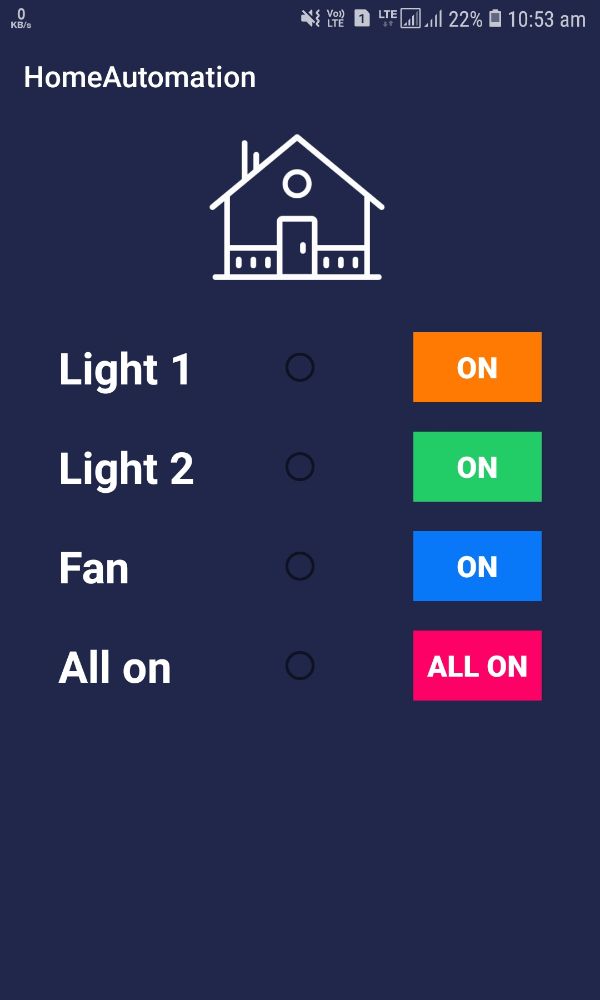 0
KB/s
Vo))
LTE
1
LTE
22%
10:53 am
HomeAutomation
Light 1
ON
Light 2
ON
Fan
ON
All on
ALL ON